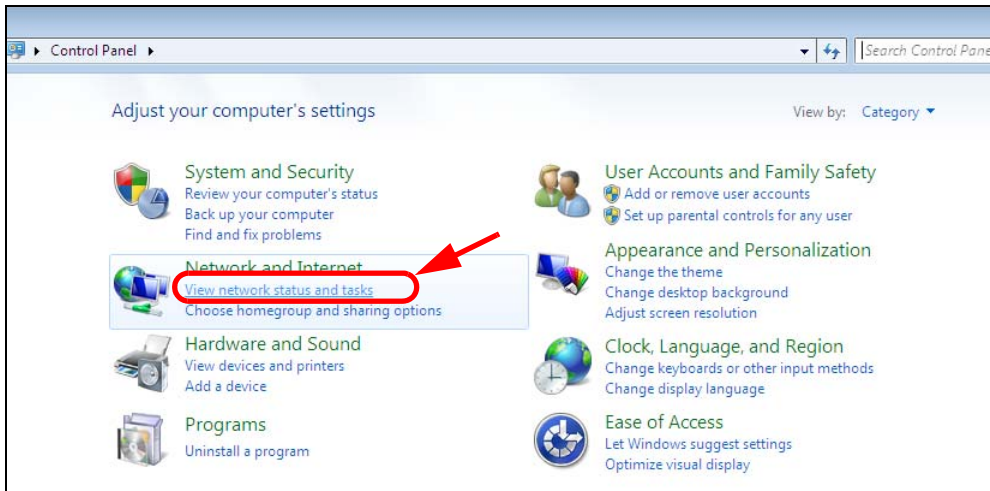 Control Panel
Search Control Pane
Adjust your computer's settings
View by: Category
System and Security
Review your computer's status
Back up your computer
Find and fix problems
Network and Internet
View network status and tasks
Choose homegroup and sharing options
Hardware and Sound
View devices and printers
Add a device
Programs
Uninstall a program
User Accounts and Family Safety
Add or remove user accounts
Set up parental controls for any user
Appearance and Personalization
Change the theme
Change desktop background
Adjust screen resolution
Clock, Language, and Region
Change keyboards or other input methods
Change display language
Ease of Access
Let Windows suggest settings
Optimize visual display